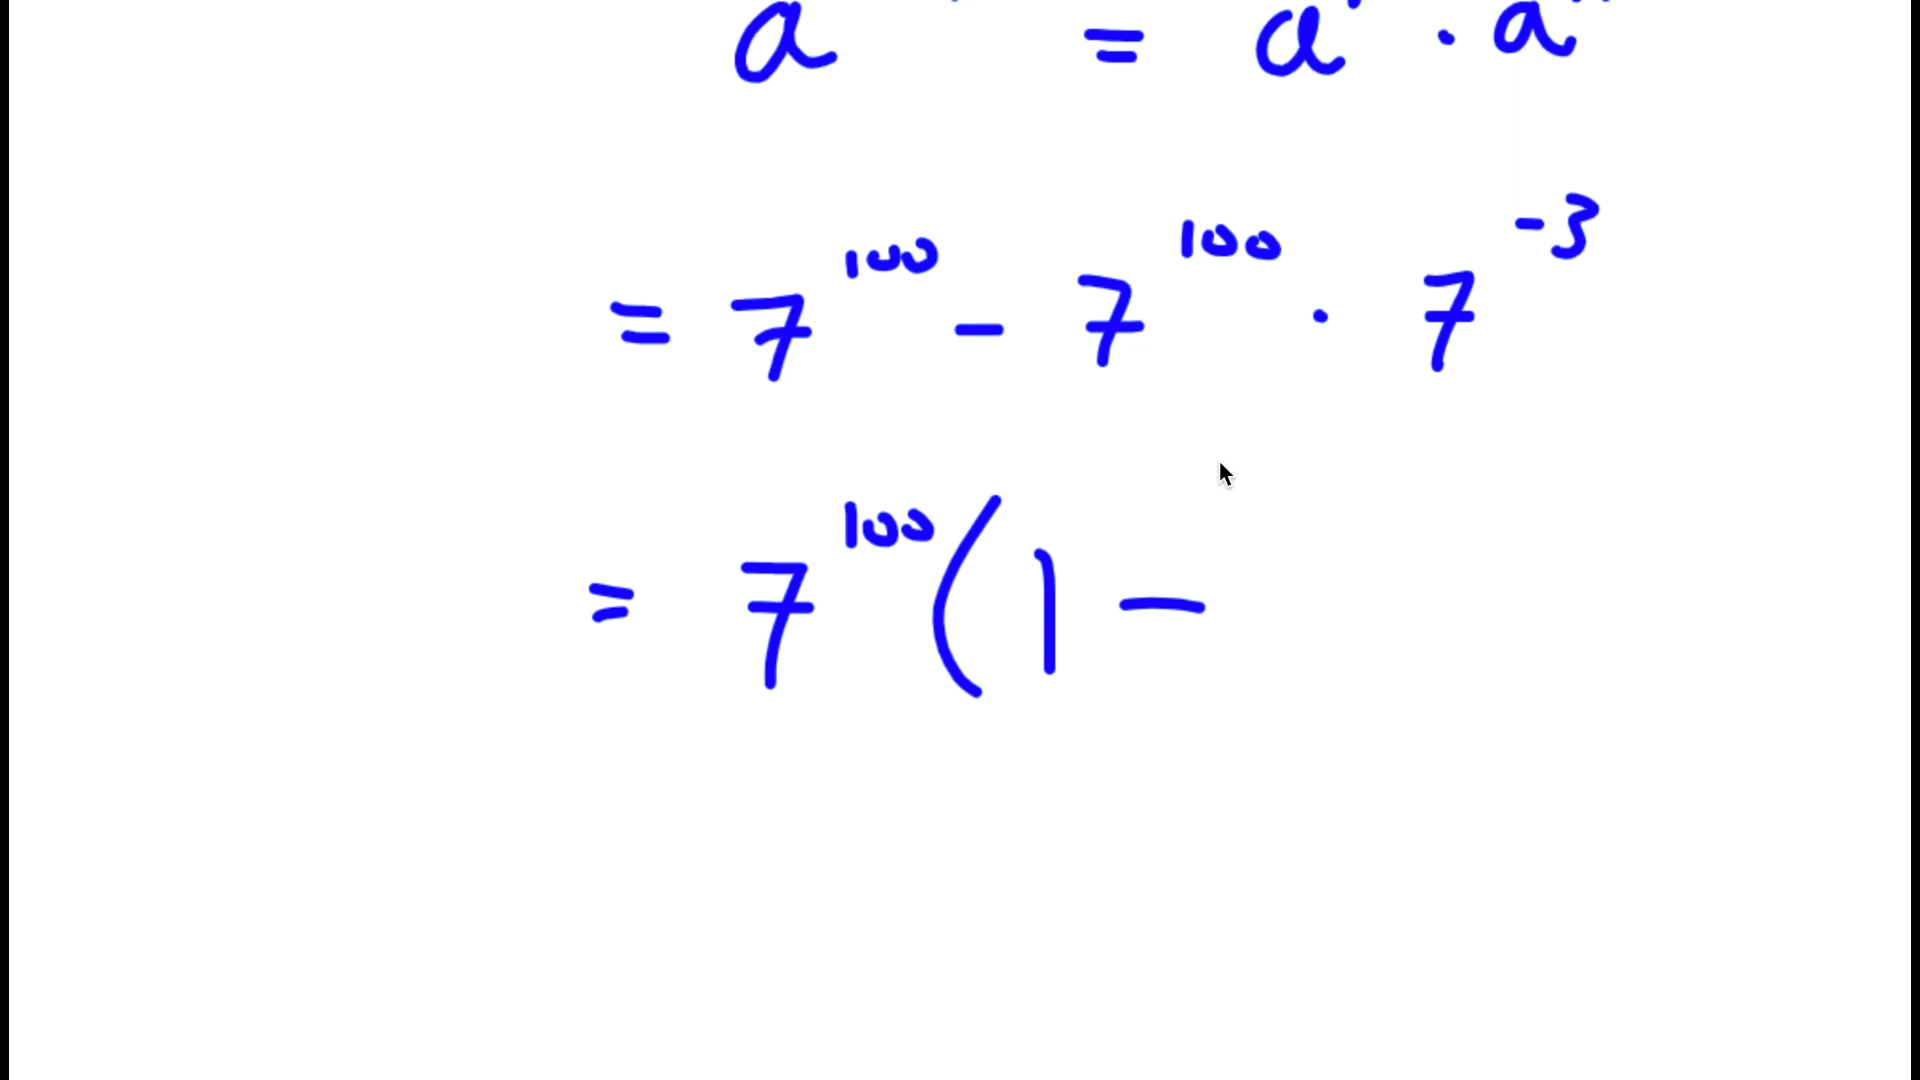 a = a · a
= 7^100 - 7^100 · 7^-3
= 7^100 ( 1 -